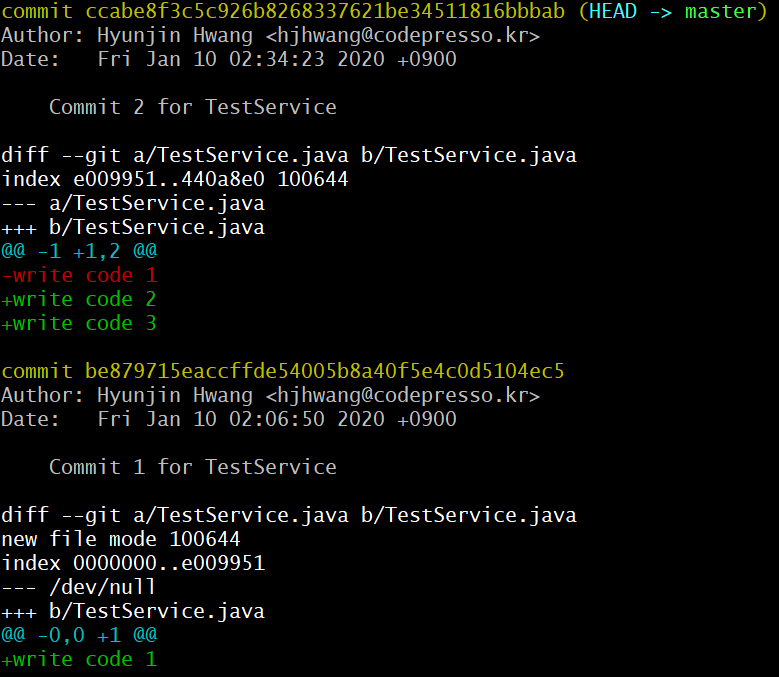 commit ccabe8f3c5c926b8268337621be34511816bbbab (HEAD -> master)
Author: Hyunjin Hwang <hjhwang@codepresso.kr>
Date:   Fri Jan 10 02:34:23 2020 +0900

    Commit 2 for TestService

diff --git a/TestService.java b/TestService.java
index e009951..440a8e0 100644
--- a/TestService.java
+++ b/TestService.java
@@ -1 +1,2 @@
-write code 1
+write code 2
+write code 3

commit be879715eaccffde54005b8a40f5e4c0d5104ec5
Author: Hyunjin Hwang <hjhwang@codepresso.kr>
Date:   Fri Jan 10 02:06:50 2020 +0900

    Commit 1 for TestService

diff --git a/TestService.java b/TestService.java
new file mode 100644
index 0000000..e009951
--- /dev/null
+++ b/TestService.java
@@ -0,0 +1 @@
+write code 1